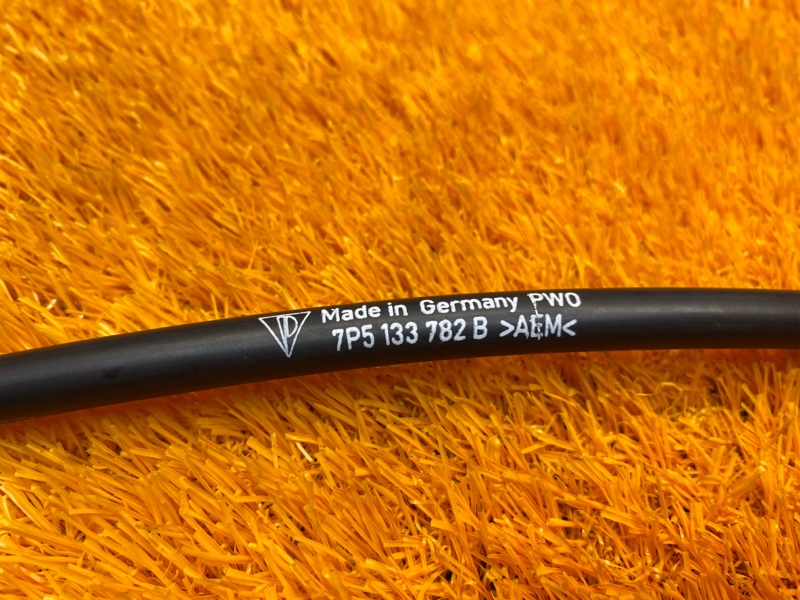 Made in Germany PWO
7P5 133 782 B >AEM<